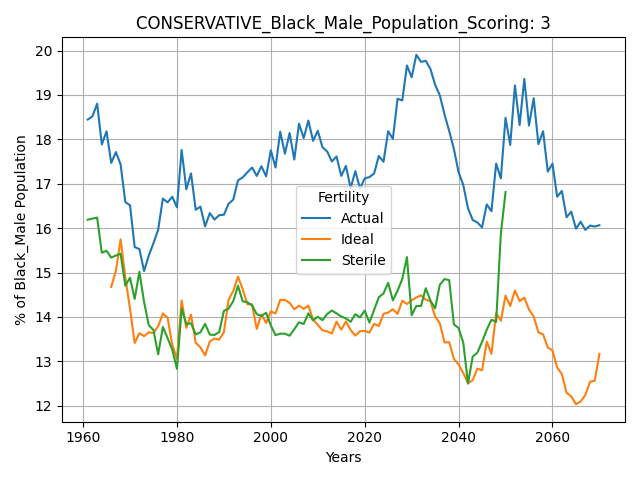 CONSERVATIVE_Black_Male_Population_Scoring: 3
% of Black_Male Population
20
19
18
17
16
15
14
13
12
Fertility
Actual
Ideal
Sterile
1960 1980 2000 2020 2040 2060
Years